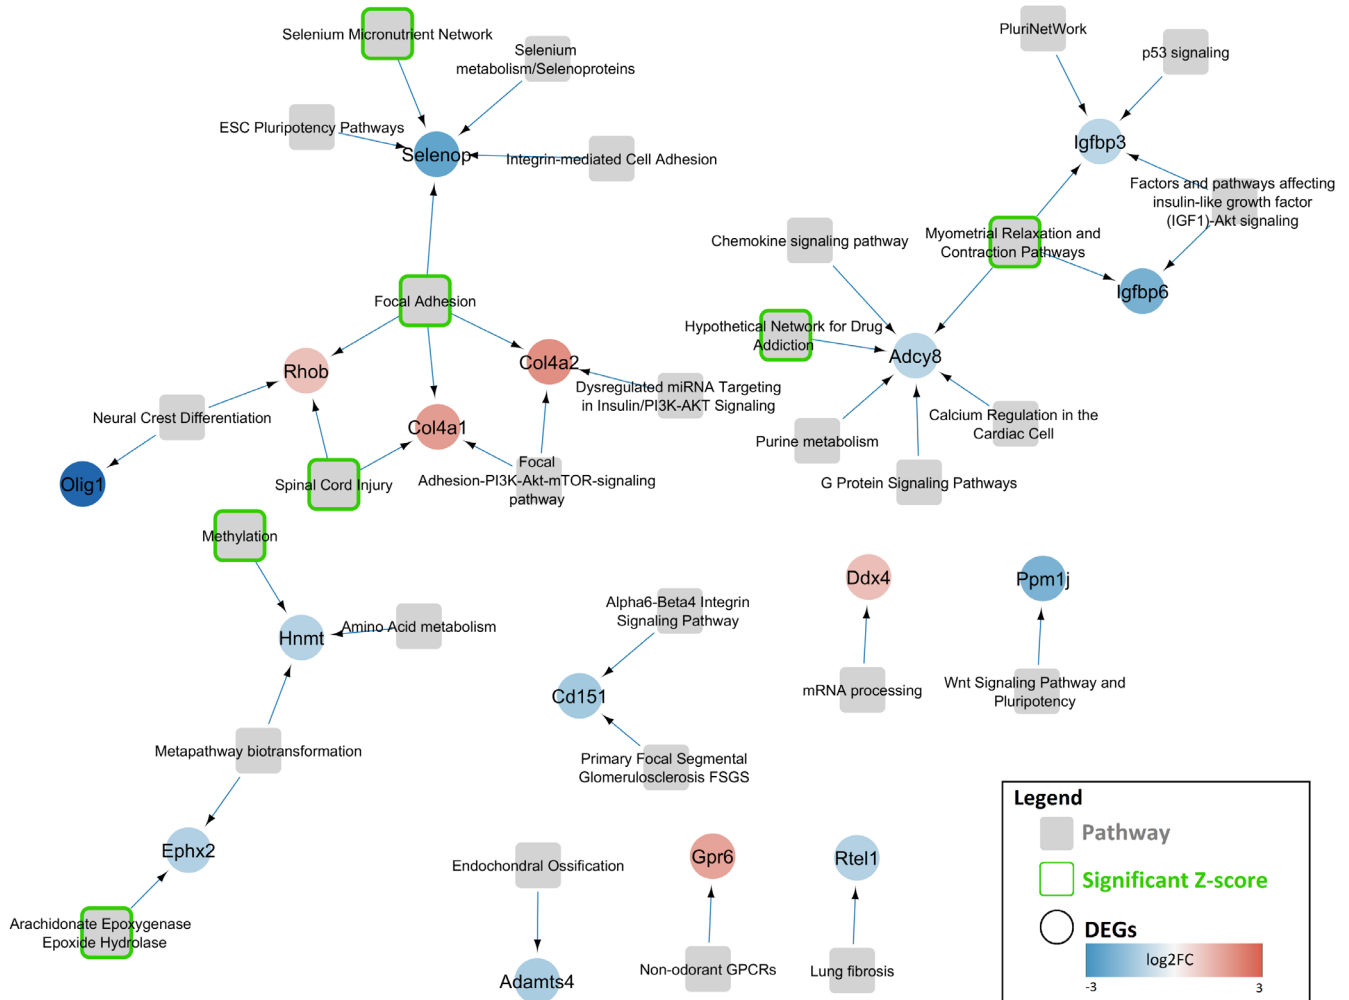 Selenium Micronutrient Network
Selenium
metabolism/Selenoproteins
ESC Pluripotency Pathways
Selenop
Integrin-mediated Cell Adhesion
PluriNetWork
p53 signaling
Igfbp3
Factors and pathways affecting
insulin-like growth factor
(IGF1)-Akt signaling
Chemokine signaling pathway
Myometrial Relaxation and
Contraction Pathways
Igfbp6
Focal Adhesion
Hypothetical Network for Drug
Addiction
Adcy8
Rhob
Col4a2
Dysregulated miRNA Targeting
in Insulin/PI3K-AKT Signaling
Neural Crest Differentiation
Col4a1
Calcium Regulation in the
Cardiac Cell
Purine metabolism
Olig1
Spinal Cord Injury
Focal
Adhesion-PI3K-Akt-mTOR-signaling
pathway
G Protein Signaling Pathways
Methylation
Hnmt
Amino Acid metabolism
Alpha6-Beta4 Integrin
Signaling Pathway
Ddx4
Ppm1j
Cd151
mRNA processing
Wnt Signaling Pathway and
Pluripotency
Metapathway biotransformation
Primary Focal Segmental
Glomerulosclerosis FSGS
Ephx2
Endochondral Ossification
Gpr6
Rtel1
Arachidonate Epoxygenase
Epoxide Hydrolase
Adamts4
Non-odorant GPCRs
Lung fibrosis
Legend
Pathway
Significant Z-score
DEGs
log2FC
-3
3